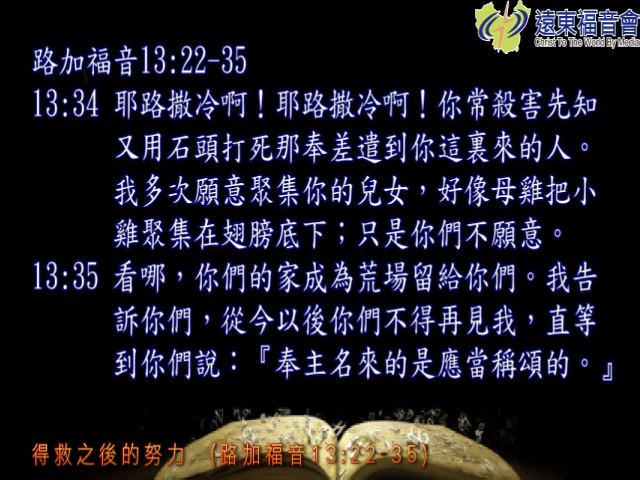 遠東福音會
Christ To The World By Media
路加福音13:22-35
13:34 耶路撒冷啊！耶路撒冷啊！你常殺害先知
又用石頭打死那奉差遣到你這裏來的人。
我多次願意聚集你的兒女，好像母雞把小
雞聚集在翅膀底下；只是你們不願意。
13:35 看哪，你們的家成為荒場留給你們。我告
訴你們，從今以後你們不得再見我，直等
到你們說：『奉主名來的是應當稱頌的。』
得救之後的努力 (路加福音13:22-35)